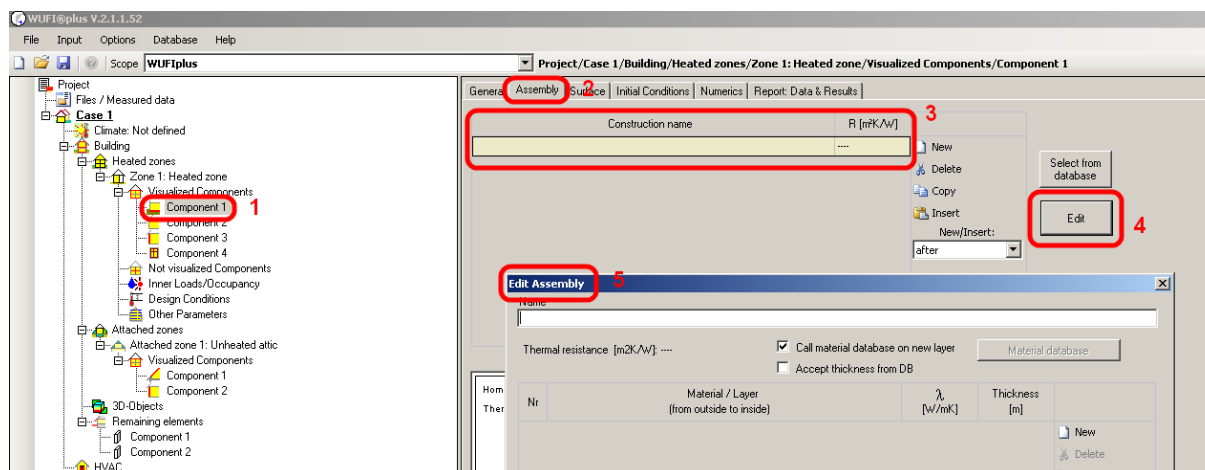 WUFI®plus V.2.1.1.52
File Input Options Database Help
Scope WUFIplus
Project/Case 1/Building/Heated zones/Zone 1: Heated zone/Visualized Components/Component 1
Project
Files / Measured data
Case 1
Climate: Not defined
Building
Heated zones
Zone 1: Heated zone
Visualized Components
Component 1 1
Component 2
Component 3
Component 4
Not visualized Components
Inner Loads/Occupancy
Design Conditions
Other Parameters
Attached zones
Attached zone 1: Unheated attic
Visualized Components
Component 1
Component 2
3D-Objects
Remaining elements
Component 1
Component 2
HVAC
General Assembly 2 Surface Initial Conditions Numerics Report: Data & Results
Construction name R [m²K/W] 3
----
New
Delete
Copy
Insert
New/Insert:
after
Select from
database
Edit 4
Edit Assembly 5
Name
Thermal resistance [m2K/W]: ----
Call material database on new layer
Accept thickness from DB
Material database
Nr
Material / Layer
(from outside to inside)
λ
[W/mK]
Thickness
[m]
New
Delete
Hom
Ther